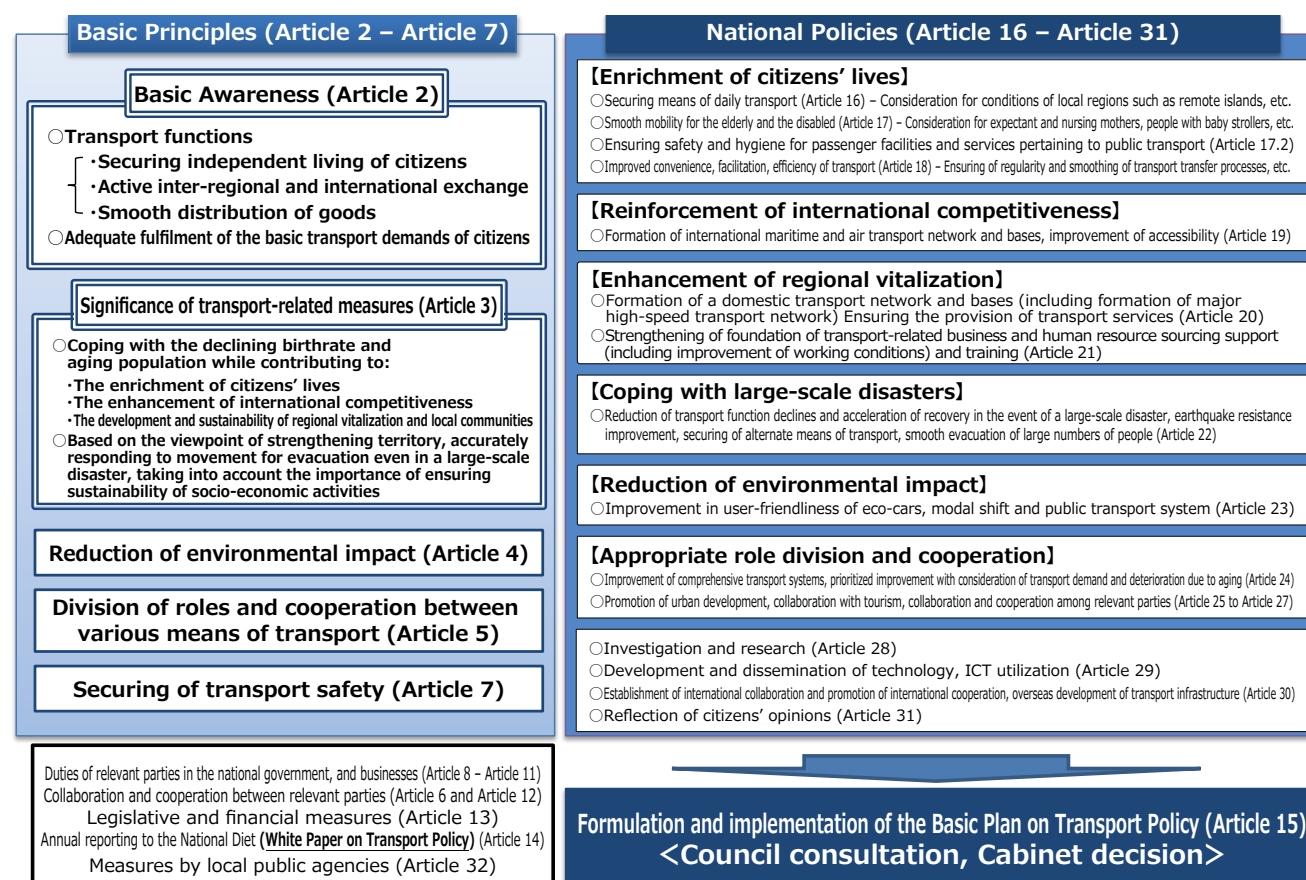 Basic Principles (Article 2 – Article 7)
Basic Awareness (Article 2)
○Transport functions
・Securing independent living of citizens
・Active inter-regional and international exchange
・Smooth distribution of goods
○Adequate fulfilment of the basic transport demands of citizens
Significance of transport-related measures (Article 3)
○Coping with the declining birthrate and
aging population while contributing to:
・The enrichment of citizens’ lives
・The enhancement of international competitiveness
・The development and sustainability of regional vitalization and local communities
○Based on the viewpoint of strengthening territory, accurately
responding to movement for evacuation even in a large-scale
disaster, taking into account the importance of ensuring
sustainability of socio-economic activities
Reduction of environmental impact (Article 4)
Division of roles and cooperation between
various means of transport (Article 5)
Securing of transport safety (Article 7)
Duties of relevant parties in the national government, and businesses (Article 8 – Article 11)
Collaboration and cooperation between relevant parties (Article 6 and Article 12)
Legislative and financial measures (Article 13)
Annual reporting to the National Diet (White Paper on Transport Policy) (Article 14)
Measures by local public agencies (Article 32)
National Policies (Article 16 – Article 31)
【Enrichment of citizens’ lives】
○Securing means of daily transport (Article 16) – Consideration for conditions of local regions such as remote islands, etc.
○Smooth mobility for the elderly and the disabled (Article 17) – Consideration for expectant and nursing mothers, people with baby strollers, etc.
○Ensuring safety and hygiene for passenger facilities and services pertaining to public transport (Article 17.2)
○Improved convenience, facilitation, efficiency of transport (Article 18) – Ensuring of regularity and smoothing of transport transfer processes, etc.
【Reinforcement of international competitiveness】
○Formation of international maritime and air transport network and bases, improvement of accessibility (Article 19)
【Enhancement of regional vitalization】
○Formation of a domestic transport network and bases (including formation of major
high-speed transport network) Ensuring the provision of transport services (Article 20)
○Strengthening of foundation of transport-related business and human resource sourcing support
(including improvement of working conditions) and training (Article 21)
【Coping with large-scale disasters】
○Reduction of transport function declines and acceleration of recovery in the event of a large-scale disaster, earthquake resistance
improvement, securing of alternate means of transport, smooth evacuation of large numbers of people (Article 22)
【Reduction of environmental impact】
○Improvement in user-friendliness of eco-cars, modal shift and public transport system (Article 23)
【Appropriate role division and cooperation】
○Improvement of comprehensive transport systems, prioritized improvement with consideration of transport demand and deterioration due to aging (Article 24)
○Promotion of urban development, collaboration with tourism, collaboration and cooperation among relevant parties (Article 25 to Article 27)
○Investigation and research (Article 28)
○Development and dissemination of technology, ICT utilization (Article 29)
○Establishment of international collaboration and promotion of international cooperation, overseas development of transport infrastructure (Article 30)
○Reflection of citizens’ opinions (Article 31)
Formulation and implementation of the Basic Plan on Transport Policy (Article 15)
<Council consultation, Cabinet decision>